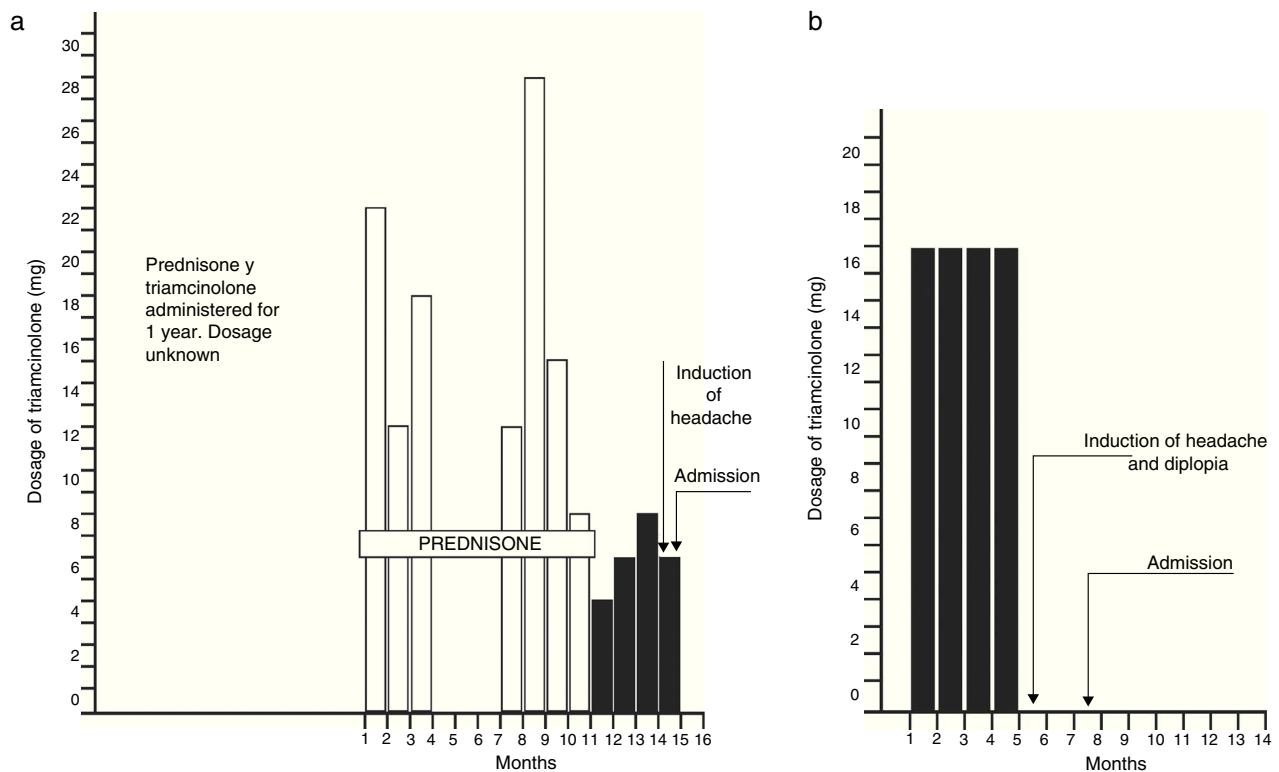 a
Dosage of triamcinolone (mg)
30
28
26
24
22
20
18
16
14
12
10
8
6
4
2
0
Prednisone y
triamcinolone
administered for
1 year. Dosage
unknown
PREDNISONE
Induction
of
headache
Admission
1 2 3 4 5 6 7 8 9 10 11 12 13 14 15 16
Months
b
Dosage of triamcinolone (mg)
20
18
16
14
12
10
8
6
4
2
0
Induction of headache
and diplopia
Admission
1 2 3 4 5 6 7 8 9 10 11 12 13 14
Months